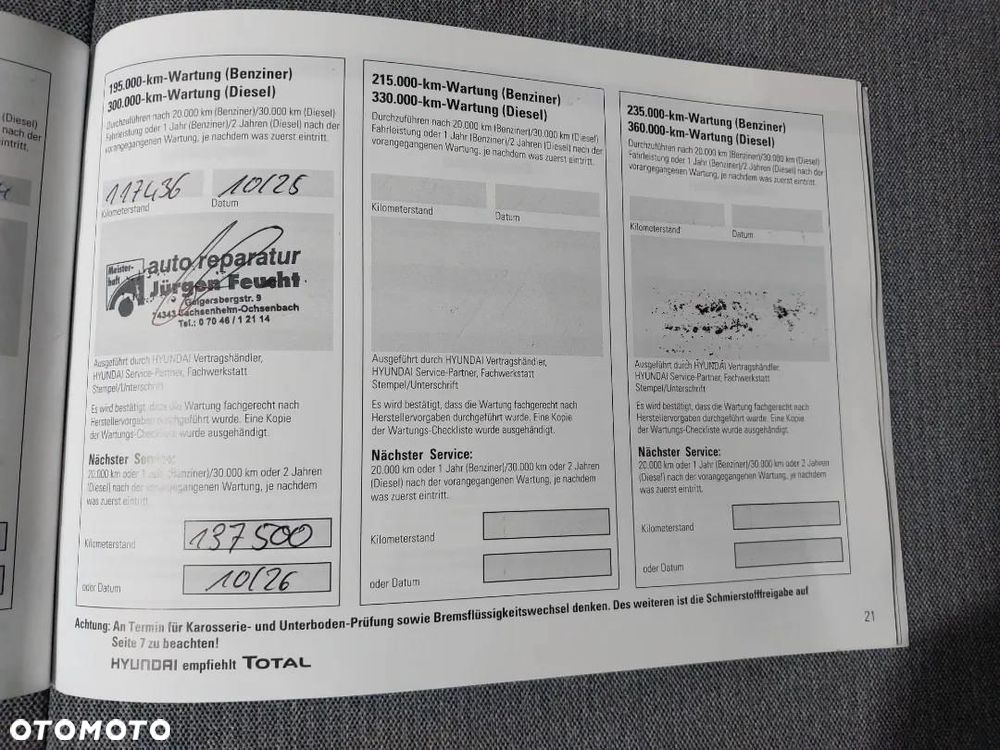 (Diesel)
nach der
eintritt.
195.000-km-Wartung (Benziner)
300.000-km-Wartung (Diesel)
Durchzuführen nach 20.000 km (Benziner)/30.000 km (Diesel)
Fahrleistung oder 1 Jahr (Benziner)/2 Jahren (Diesel) nach der
vorangegangenen Wartung, je nachdem was zuerst eintritt.
117436 10/25
Kilometerstand Datum
Meister-
haft
autoreparatur
Jürgen Feucht
Geigersbergstr. 9
74343 Sachsenheim-Ochsenbach
Tel.: 0 70 46 / 1 21 14
Ausgeführt durch HYUNDAI Vertragshändler,
HYUNDAI Service-Partner, Fachwerkstatt
Stempel/Unterschrift
Es wird bestätigt, dass die Wartung fachgerecht nach
Herstellervorgaben durchgeführt wurde. Eine Kopie
der Wartungs-Checkliste wurde ausgehändigt.
Nächster Service:
20.000 km oder 1 Jahr (Benziner)/30.000 km oder 2 Jahren
(Diesel) nach der vorangegangenen Wartung, je nachdem
was zuerst eintritt.
Kilometerstand 137500
oder Datum 10/26
215.000-km-Wartung (Benziner)
330.000-km-Wartung (Diesel)
Durchzuführen nach 20.000 km (Benziner)/30.000 km (Diesel)
Fahrleistung oder 1 Jahr (Benziner)/2 Jahren (Diesel) nach der
vorangegangenen Wartung, je nachdem was zuerst eintritt.
Kilometerstand Datum
Ausgeführt durch HYUNDAI Vertragshändler,
HYUNDAI Service-Partner, Fachwerkstatt
Stempel/Unterschrift
Es wird bestätigt, dass die Wartung fachgerecht nach
Herstellervorgaben durchgeführt wurde. Eine Kopie
der Wartungs-Checkliste wurde ausgehändigt.
Nächster Service:
20.000 km oder 1 Jahr (Benziner)/30.000 km oder 2 Jahren
(Diesel) nach der vorangegangenen Wartung, je nachdem
was zuerst eintritt.
Kilometerstand
oder Datum
235.000-km-Wartung (Benziner)
360.000-km-Wartung (Diesel)
Durchzuführen nach 20.000 km (Benziner)/30.000 km (Diesel)
Fahrleistung oder 1 Jahr (Benziner)/2 Jahren (Diesel) nach der
vorangegangenen Wartung, je nachdem was zuerst eintritt.
Kilometerstand Datum
Ausgeführt durch HYUNDAI Vertragshändler,
HYUNDAI Service-Partner, Fachwerkstatt
Stempel/Unterschrift
Es wird bestätigt, dass die Wartung fachgerecht nach
Herstellervorgaben durchgeführt wurde. Eine Kopie
der Wartungs-Checkliste wurde ausgehändigt.
Nächster Service:
20.000 km oder 1 Jahr (Benziner)/30.000 km oder 2 Jahren
(Diesel) nach der vorangegangenen Wartung, je nachdem
was zuerst eintritt.
Kilometerstand
oder Datum
Achtung: An Termin für Karosserie- und Unterboden-Prüfung sowie Bremsflüssigkeitswechsel denken. Des weiteren ist die Schmierstofffreigabe auf
Seite 7 zu beachten!
HYUNDAI empfiehlt TOTAL
21
OTOMOTO